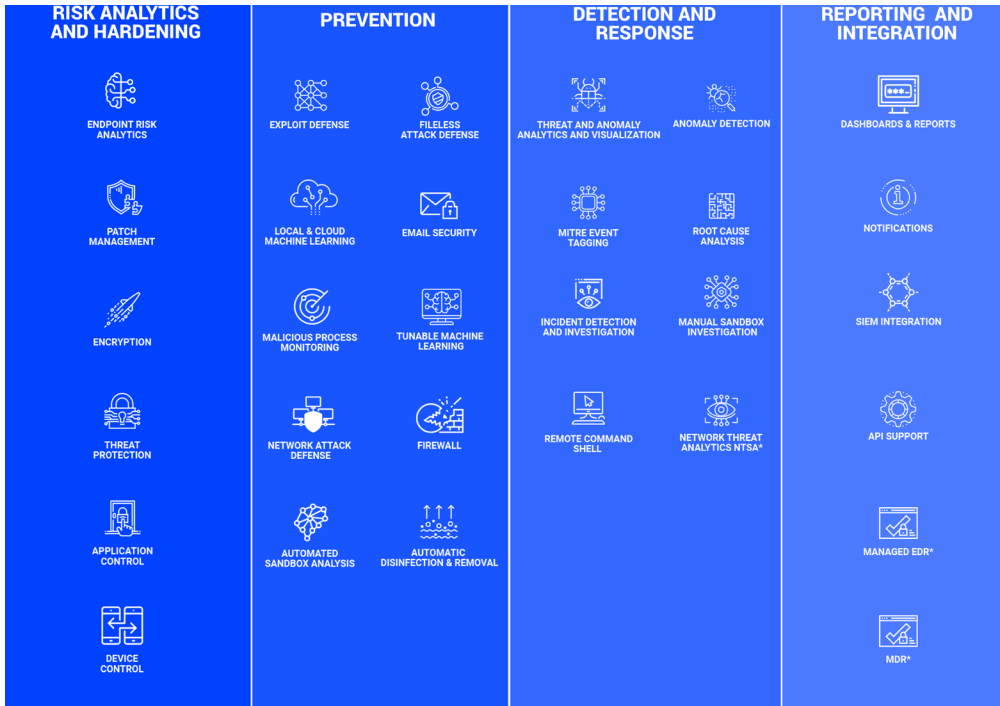 RISK ANALYTICS
AND HARDENING
ENDPOINT RISK
ANALYTICS
PATCH
MANAGEMENT
ENCRYPTION
THREAT
PROTECTION
APPLICATION
CONTROL
DEVICE
CONTROL
PREVENTION
EXPLOIT DEFENSE
FILELESS
ATTACK DEFENSE
LOCAL & CLOUD
MACHINE LEARNING
EMAIL SECURITY
MALICIOUS PROCESS
MONITORING
TUNABLE MACHINE
LEARNING
NETWORK ATTACK
DEFENSE
FIREWALL
AUTOMATED
SANDBOX ANALYSIS
AUTOMATIC
DISINFECTION & REMOVAL
DETECTION AND
RESPONSE
THREAT AND ANOMALY
ANALYTICS AND VISUALIZATION
ANOMALY DETECTION
MITRE EVENT
TAGGING
ROOT CAUSE
ANALYSIS
INCIDENT DETECTION
AND INVESTIGATION
MANUAL SANDBOX
INVESTIGATION
REMOTE COMMAND
SHELL
NETWORK THREAT
ANALYTICS NTSA*
REPORTING AND
INTEGRATION
***_
DASHBOARDS & REPORTS
i
NOTIFICATIONS
SIEM INTEGRATION
API SUPPORT
MANAGED EDR*
MDR*